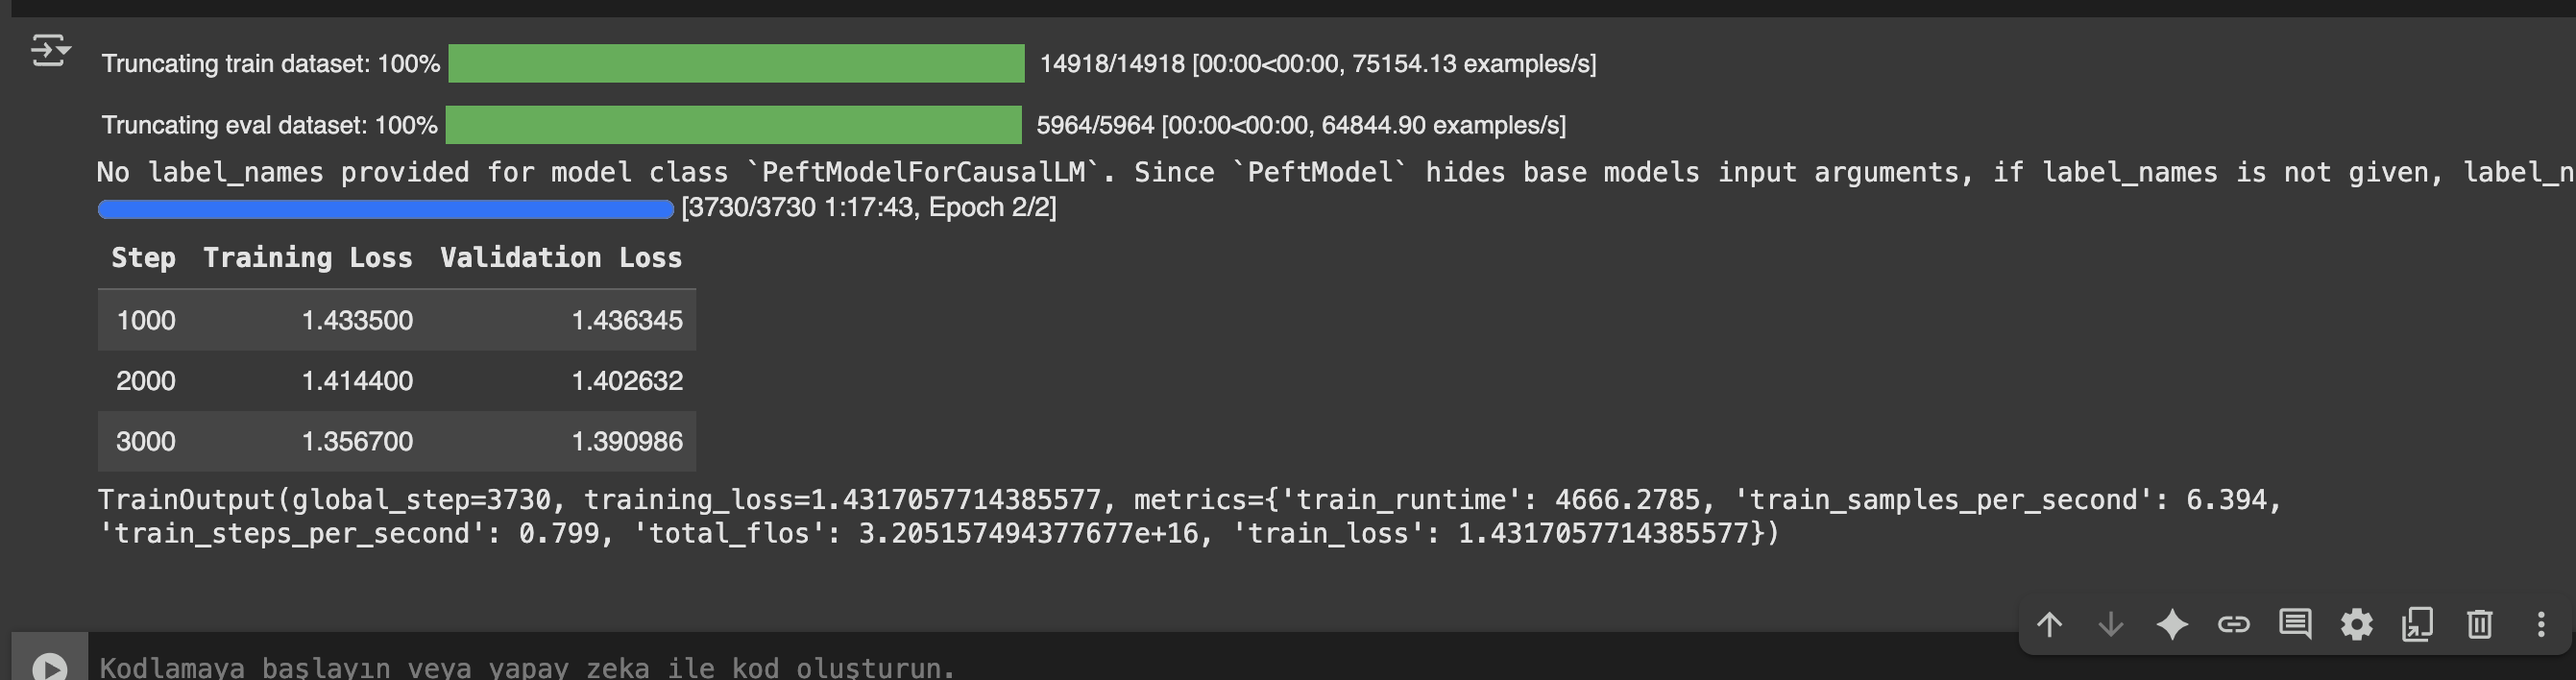 Truncating train dataset: 100% 14918/14918 [00:00<00:00, 75154.13 examples/s]
Truncating eval dataset: 100% 5964/5964 [00:00<00:00, 64844.90 examples/s]
No label_names provided for model class `PeftModelForCausalLM`. Since `PeftModel` hides base models input arguments, if label_names is not given, label_n
[3730/3730 1:17:43, Epoch 2/2]
Step Training Loss Validation Loss
1000 1.433500 1.436345
2000 1.414400 1.402632
3000 1.356700 1.390986
TrainOutput(global_step=3730, training_loss=1.4317057714385577, metrics={'train_runtime': 4666.2785, 'train_samples_per_second': 6.394,
'train_steps_per_second': 0.799, 'total_flos': 3.205157494377677e+16, 'train_loss': 1.4317057714385577})
Kodlamaya başlayın veya yapay zeka ile kod oluşturun.